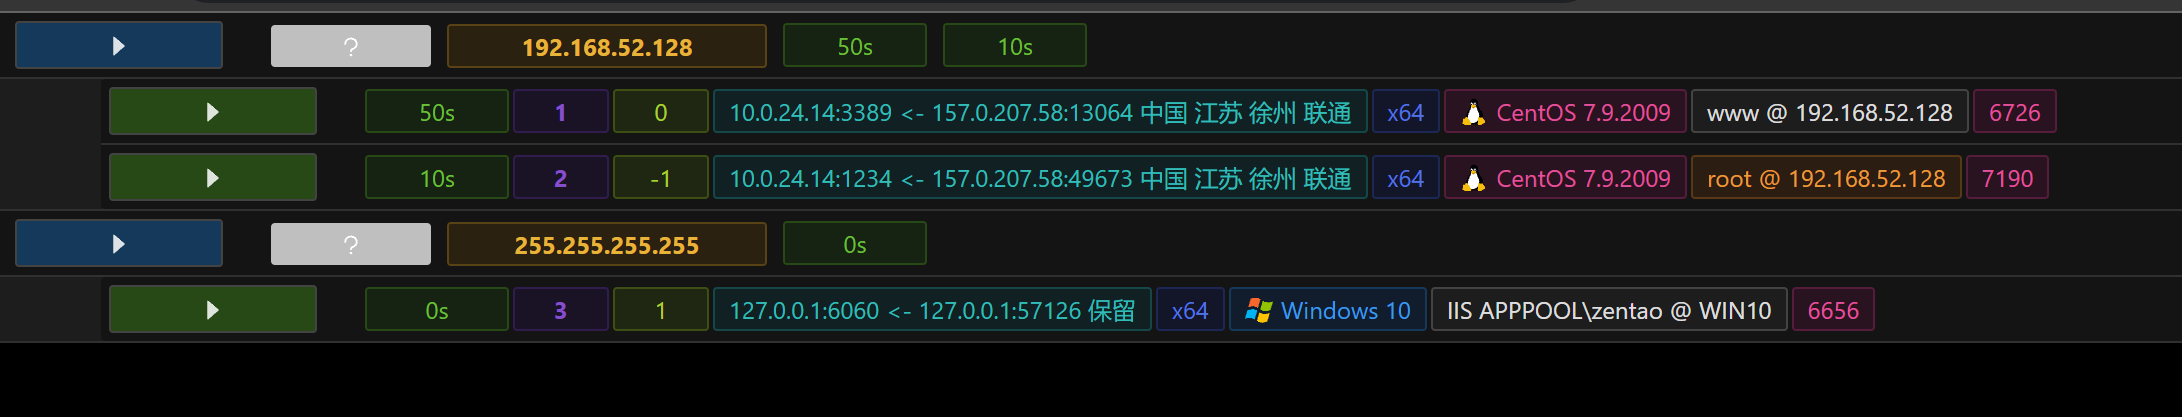 ? 192.168.52.128 50s 10s
50s 1 0 10.0.24.14:3389 <- 157.0.207.58:13064 中国 江苏 徐州 联通 x64 CentOS 7.9.2009 www @ 192.168.52.128 6726
10s 2 -1 10.0.24.14:1234 <- 157.0.207.58:49673 中国 江苏 徐州 联通 x64 CentOS 7.9.2009 root @ 192.168.52.128 7190
? 255.255.255.255 0s
0s 3 1 127.0.0.1:6060 <- 127.0.0.1:57126 保留 x64 Windows 10 IIS APPPOOL\zentao @ WIN10 6656